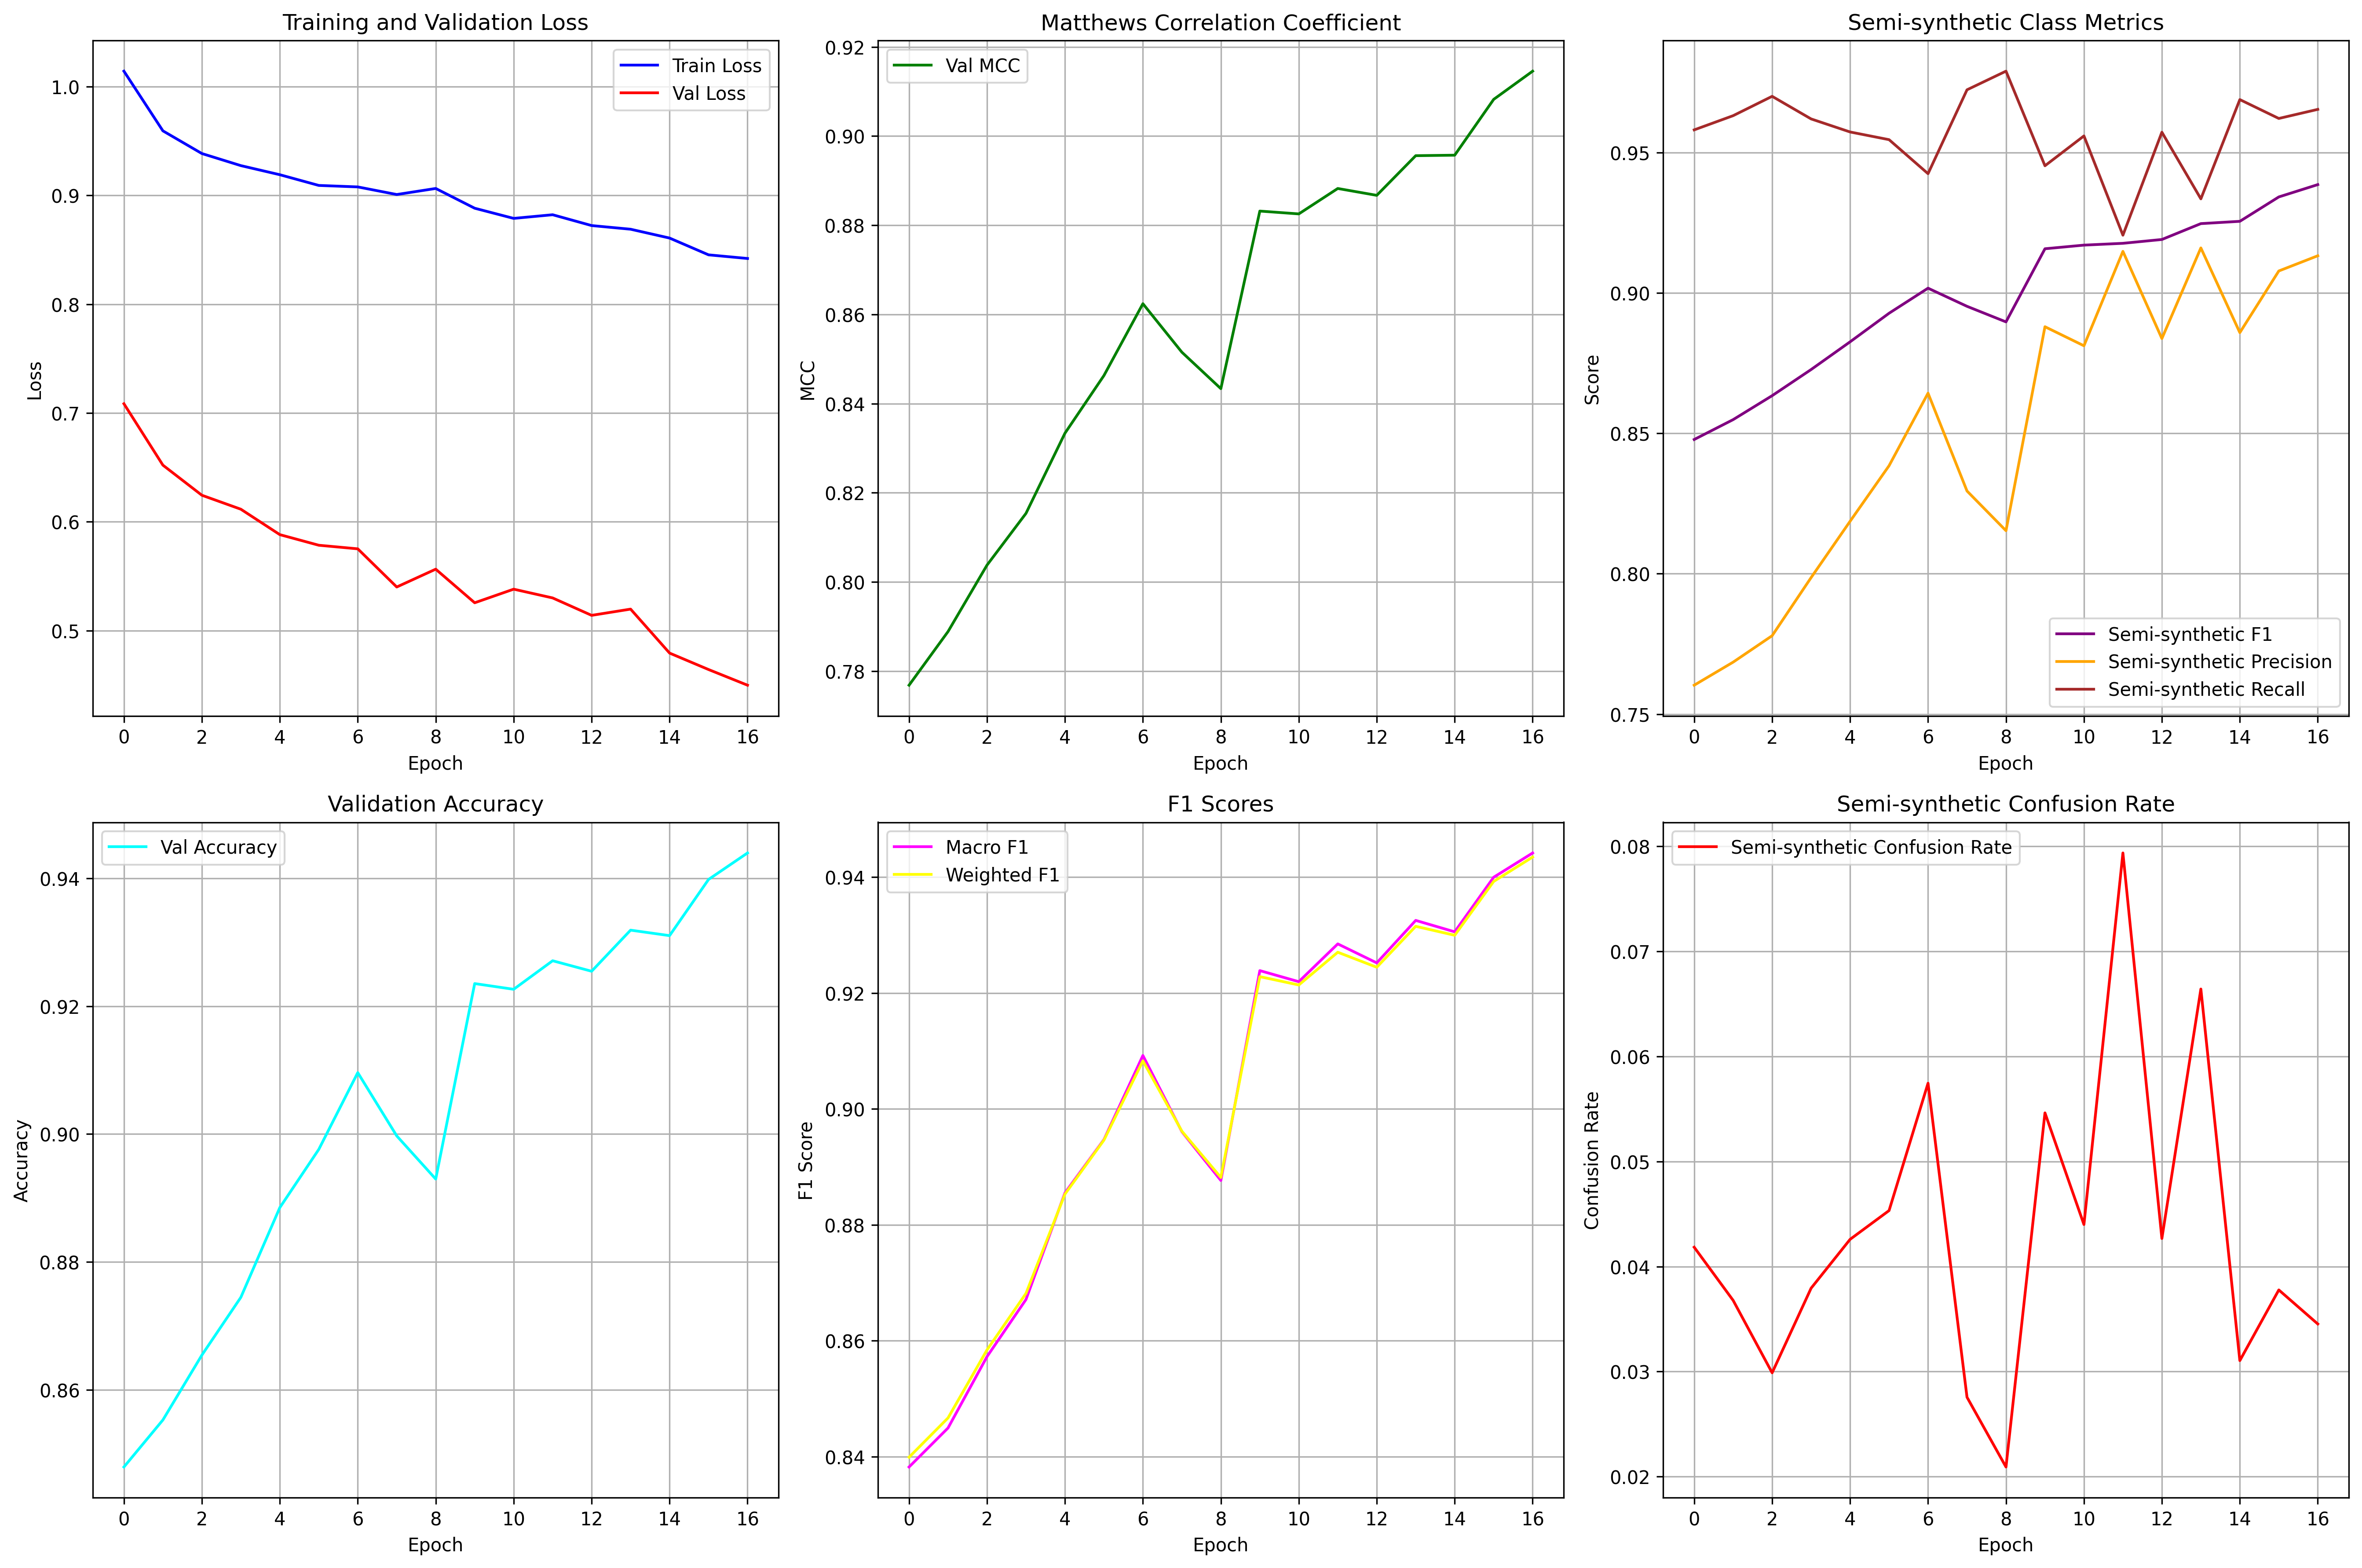 Training and Validation Loss
Train Loss
Val Loss
1.0
0.9
0.8
0.7
0.6
0.5
Loss
0 2 4 6 8 10 12 14 16
Epoch
Matthews Correlation Coefficient
Val MCC
0.92
0.90
0.88
0.86
0.84
0.82
0.80
0.78
MCC
0 2 4 6 8 10 12 14 16
Epoch
Semi-synthetic Class Metrics
0.95
0.90
0.85
0.80
0.75
Score
Semi-synthetic F1
Semi-synthetic Precision
Semi-synthetic Recall
0 2 4 6 8 10 12 14 16
Epoch
Validation Accuracy
Val Accuracy
0.94
0.92
0.90
0.88
0.86
Accuracy
0 2 4 6 8 10 12 14 16
Epoch
F1 Scores
Macro F1
Weighted F1
0.94
0.92
0.90
0.88
0.86
0.84
F1 Score
0 2 4 6 8 10 12 14 16
Epoch
Semi-synthetic Confusion Rate
Semi-synthetic Confusion Rate
0.08
0.07
0.06
0.05
0.04
0.03
0.02
Confusion Rate
0 2 4 6 8 10 12 14 16
Epoch